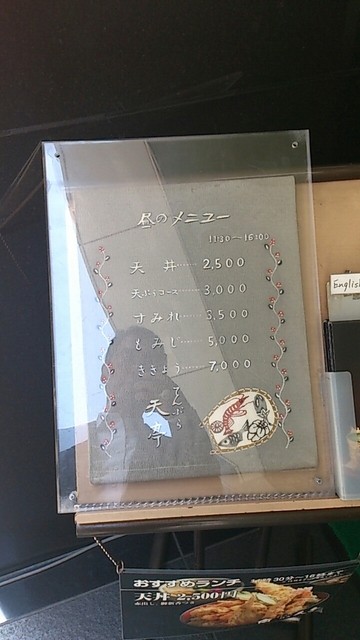 昼のメニュー
11:30〜16:00
天 丼……2,500
天ぷらコース……3,000
すみれ……3,500
もみじ……5,000
ききょう……7,000
てんぷら
天亭
English
おすすめランチ
天丼 2,500円